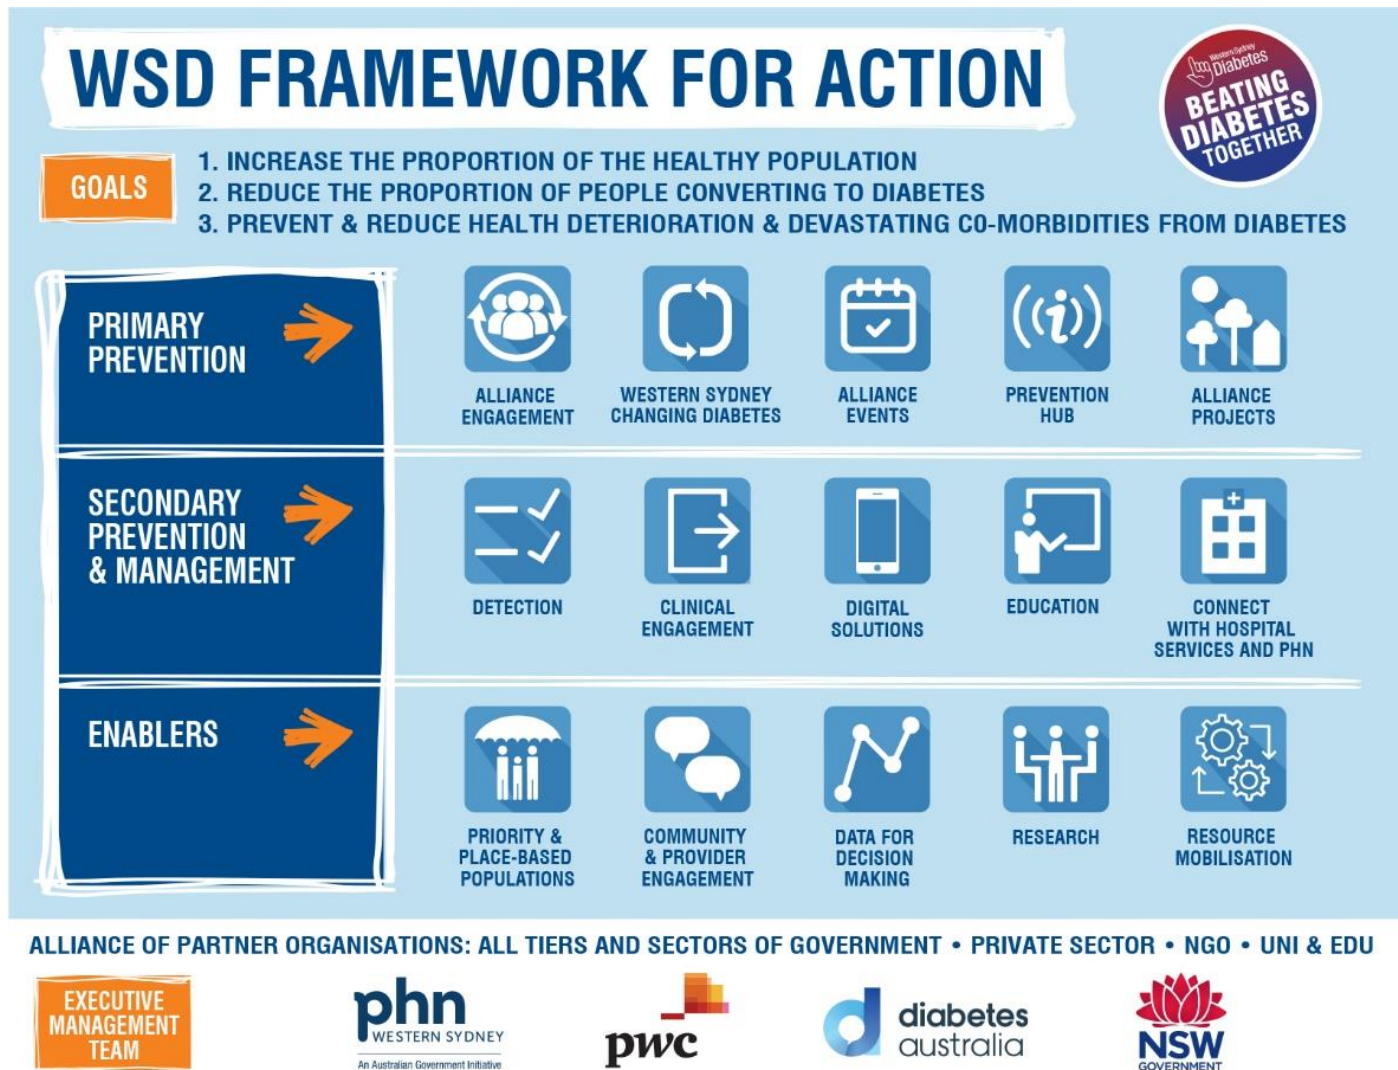 WSD FRAMEWORK FOR ACTION
Western Sydney
Diabetes
BEATING
DIABETES
TOGETHER
GOALS
1. INCREASE THE PROPORTION OF THE HEALTHY POPULATION
2. REDUCE THE PROPORTION OF PEOPLE CONVERTING TO DIABETES
3. PREVENT & REDUCE HEALTH DETERIORATION & DEVASTATING CO-MORBIDITIES FROM DIABETES
PRIMARY
PREVENTION
ALLIANCE
ENGAGEMENT
WESTERN SYDNEY
CHANGING DIABETES
ALLIANCE
EVENTS
PREVENTION
HUB
ALLIANCE
PROJECTS
SECONDARY
PREVENTION
& MANAGEMENT
DETECTION
CLINICAL
ENGAGEMENT
DIGITAL
SOLUTIONS
EDUCATION
CONNECT
WITH HOSPITAL
SERVICES AND PHN
ENABLERS
PRIORITY &
PLACE-BASED
POPULATIONS
COMMUNITY
& PROVIDER
ENGAGEMENT
DATA FOR
DECISION
MAKING
RESEARCH
RESOURCE
MOBILISATION
ALLIANCE OF PARTNER ORGANISATIONS: ALL TIERS AND SECTORS OF GOVERNMENT • PRIVATE SECTOR • NGO • UNI & EDU
EXECUTIVE
MANAGEMENT
TEAM
phn
WESTERN SYDNEY
An Australian Government Initiative
pwc
diabetes
australia
NSW
GOVERNMENT